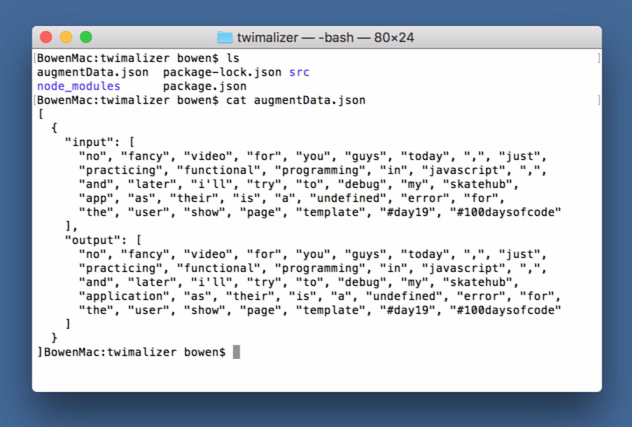 twimalizer — -bash — 80×24
[BowenMac:twimalizer bowen$ ls ]
augmentData.json package-lock.json src
node_modules package.json
[BowenMac:twimalizer bowen$ cat augmentData.json ]
[
{
"input": [
"no", "fancy", "video", "for", "you", "guys", "today", ",", "just",
"practicing", "functional", "programming", "in", "javascript", ",",
"and", "later", "i'll", "try", "to", "debug", "my", "skatehub",
"app", "as", "their", "is", "a", "undefined", "error", "for",
"the", "user", "show", "page", "template", "#day19", "#100daysofcode"
],
"output": [
"no", "fancy", "video", "for", "you", "guys", "today", ",", "just",
"practicing", "functional", "programming", "in", "javascript", ",",
"and", "later", "i'll", "try", "to", "debug", "my", "skatehub",
"application", "as", "their", "is", "a", "undefined", "error", "for",
"the", "user", "show", "page", "template", "#day19", "#100daysofcode"
]
}
]BowenMac:twimalizer bowen$